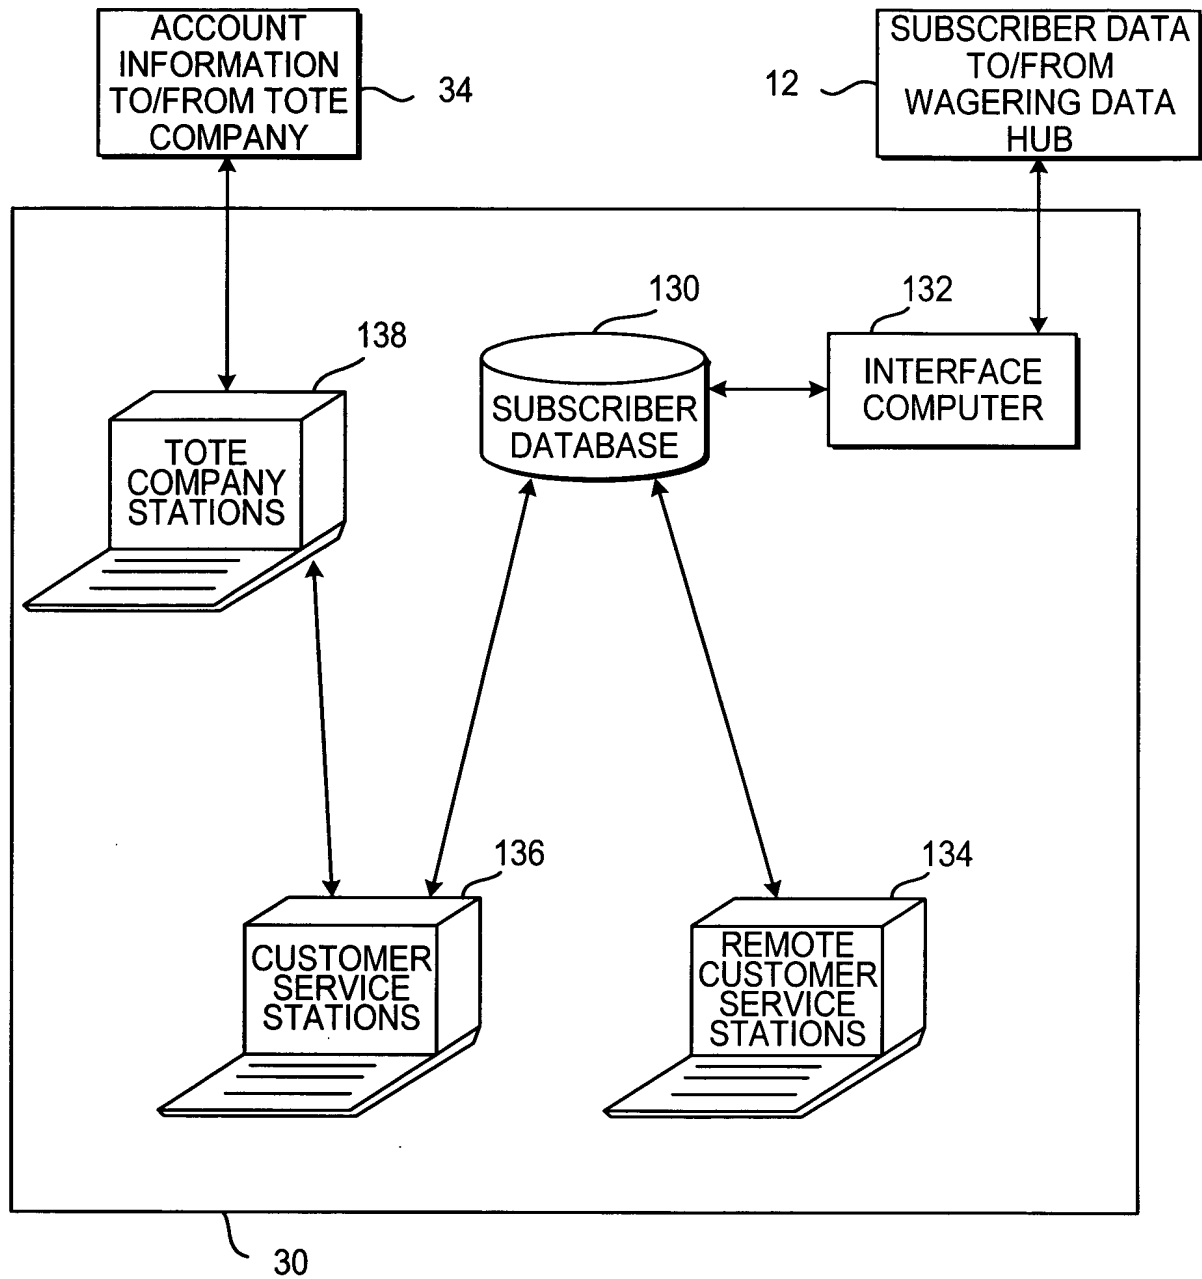 ACCOUNT
INFORMATION
TO/FROM TOTE
COMPANY
34
SUBSCRIBER DATA
TO/FROM
WAGERING DATA
HUB
12
138
130
132
TOTE
COMPANY
STATIONS
SUBSCRIBER
DATABASE
INTERFACE
COMPUTER
136
134
CUSTOMER
SERVICE
STATIONS
REMOTE
CUSTOMER
SERVICE
STATIONS
30